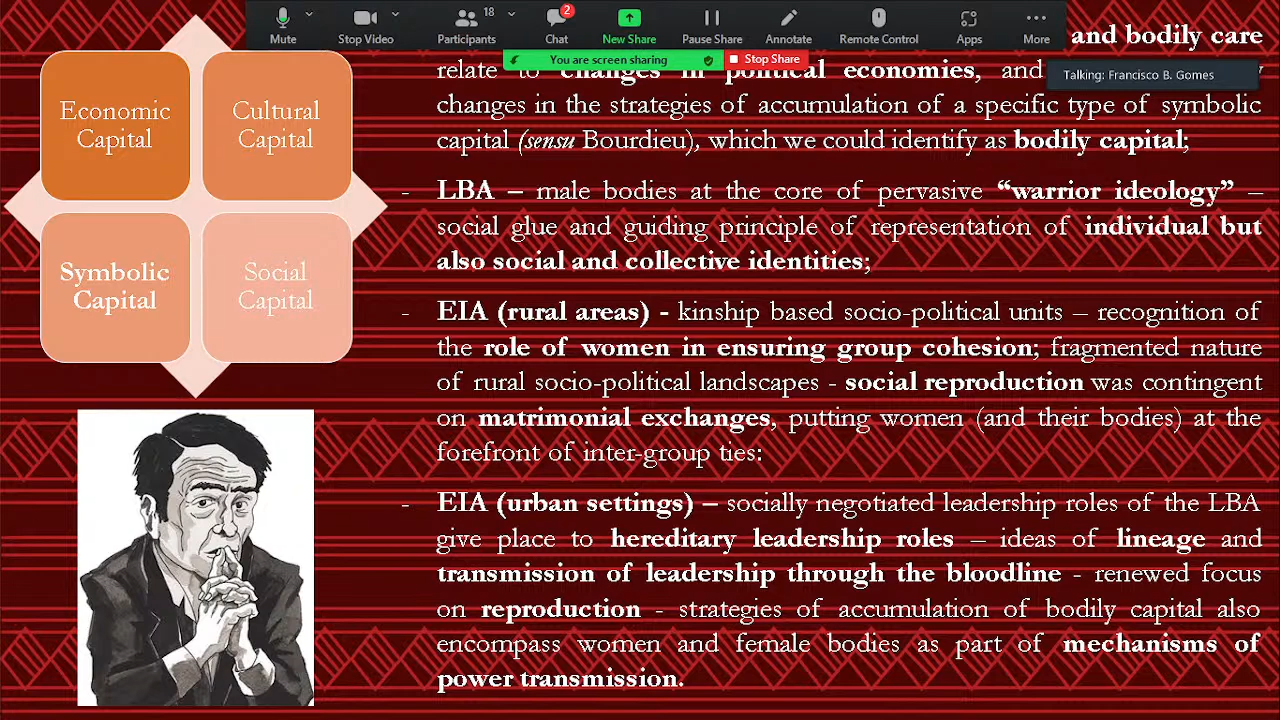 18
2
Mute
Stop Video
Participants
Chat
New Share
Pause Share
Annotate
Remote Control
Apps
More
You are screen sharing
Stop Share
Talking: Francisco B. Gomes
Economic
Capital
Cultural
Capital
Symbolic
Capital
Social
Capital
and bodily care
relate to changes in political economies, and
changes in the strategies of accumulation of a specific type of symbolic
capital (sensu Bourdieu), which we could identify as bodily capital;
- LBA – male bodies at the core of pervasive “warrior ideology” –
social glue and guiding principle of representation of individual but
also social and collective identities;
- EIA (rural areas) - kinship based socio-political units – recognition of
the role of women in ensuring group cohesion; fragmented nature
of rural socio-political landscapes - social reproduction was contingent
on matrimonial exchanges, putting women (and their bodies) at the
forefront of inter-group ties:
- EIA (urban settings) – socially negotiated leadership roles of the LBA
give place to hereditary leadership roles – ideas of lineage and
transmission of leadership through the bloodline - renewed focus
on reproduction - strategies of accumulation of bodily capital also
encompass women and female bodies as part of mechanisms of
power transmission.